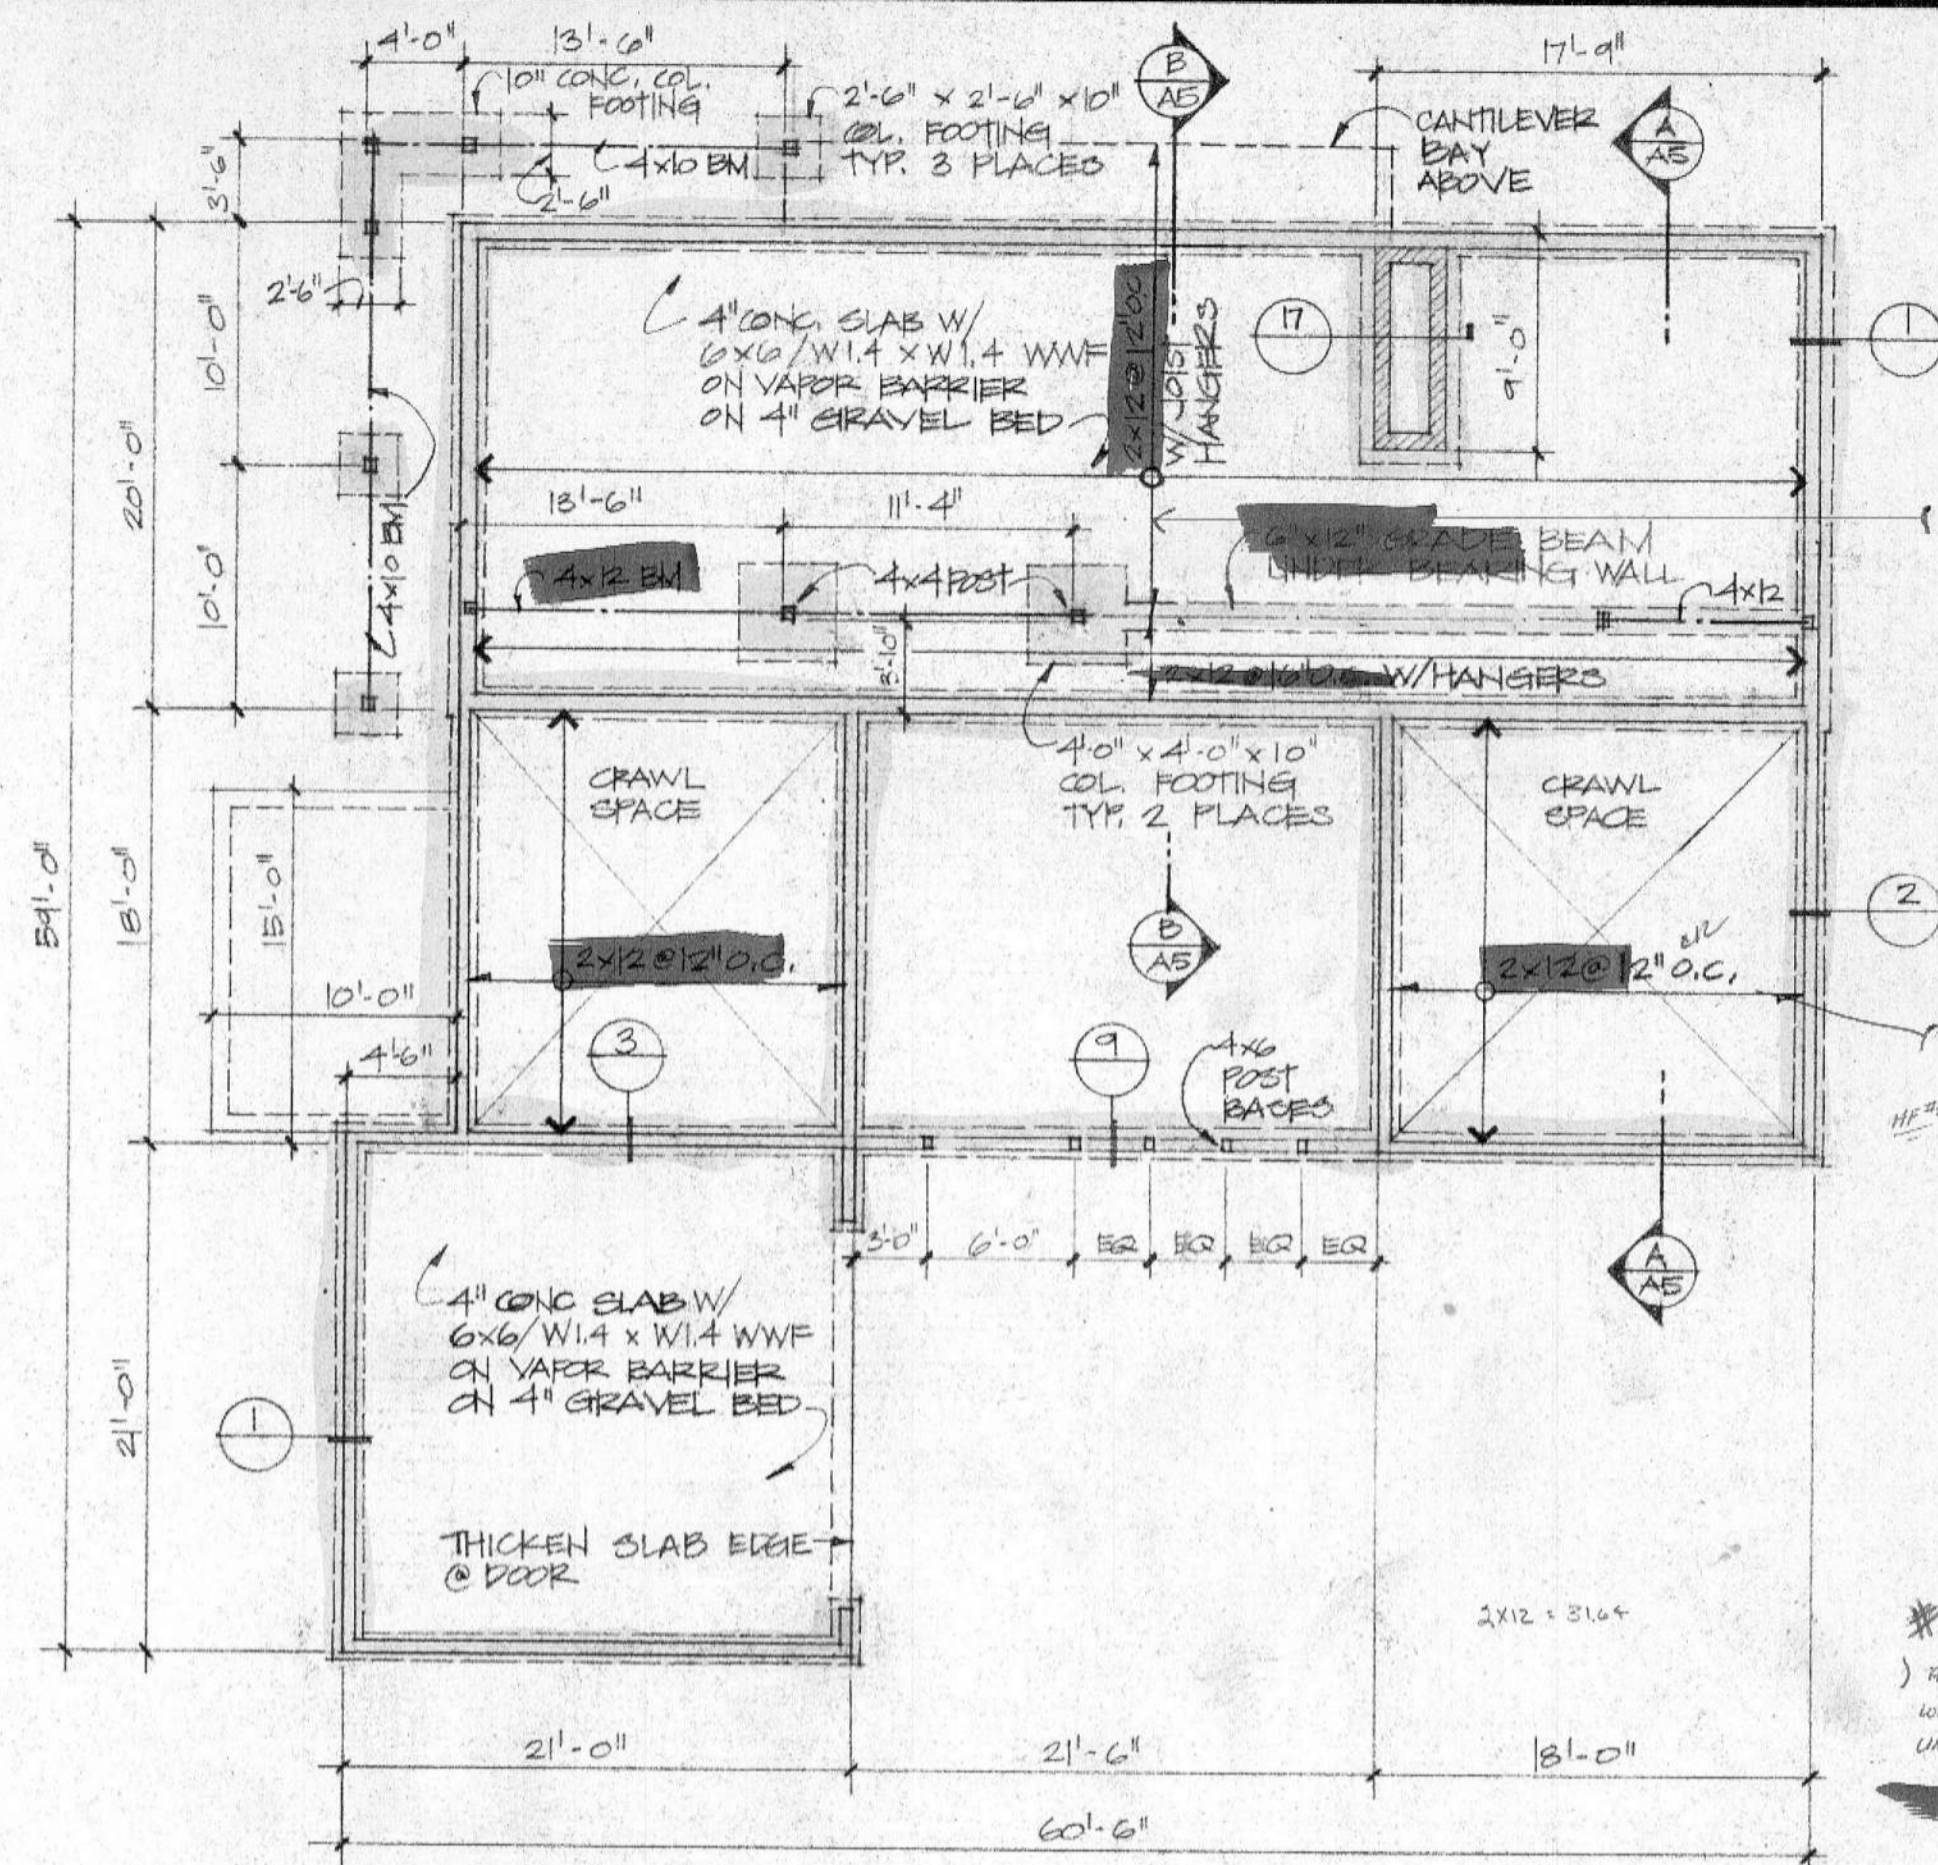 4'-0"
13'-6"
17'-9"
10" CONC. COL.
FOOTING
2'-6" x 2'-6" x 10"
COL. FOOTING
TYP. 3 PLACES
B
A5
CANTILEVER
BAY
ABOVE
A
A5
3'-6"
4x10 BM
2'-6"
2'-6"
10'-0"
20'-0"
4" CONC. SLAB W/
6x6/W1.4 x W1.4 WWF
ON VAPOR BARRIER
ON 4" GRAVEL BED
2x12 @ 12" O.C.
W/ JOIST
HANGERS
17
9'-0"
1
13'-6"
11'-4"
6"x12" GRADE BEAM
UNDER BEARING WALL
4x10 BM
4x12 BM
4x4 POST
4x12
10'-0"
3'-10"
2x12 @ 16" O.C. W/HANGERS
4'-0" x 4'-0" x 10"
COL. FOOTING
TYP. 2 PLACES
CRAWL
SPACE
CRAWL
SPACE
59'-0"
18'-0"
15'-0"
B
A5
2
2x12 @ 12" O.C.
2x12 @ 12" O.C.
10'-0"
4'-6"
3
9
4x6
POST
BASES
HF#
3'-0"
6'-0"
EQ
EQ
EQ
EQ
A
A5
4" CONC SLAB W/
6x6/W1.4 x W1.4 WWF
ON VAPOR BARRIER
ON 4" GRAVEL BED
21'-0"
1
THICKEN SLAB EDGE
@ DOOR
2X12 = 31.64
#
21'-0"
21'-6"
18'-0"
60'-6"